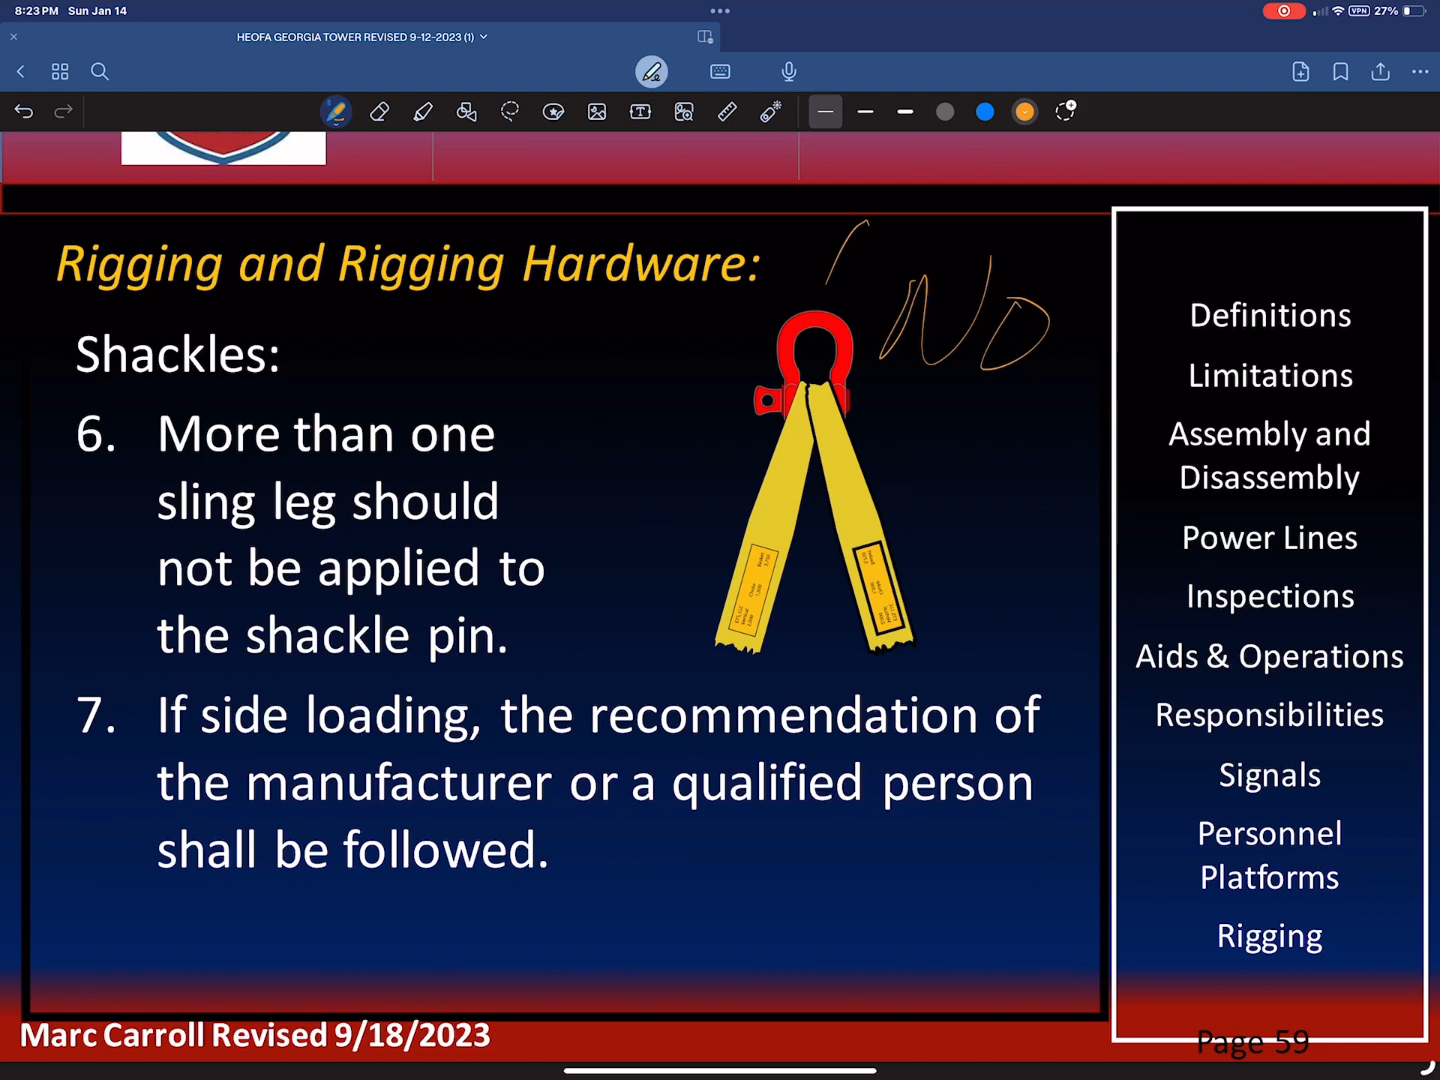 8:23 PM Sun Jan 14
VPN 27%
HEOFA GEORGIA TOWER REVISED 9-12-2023 (1)
Rigging and Rigging Hardware:
NO
Shackles:
6. More than one
sling leg should
not be applied to
the shackle pin.
7. If side loading, the recommendation of
the manufacturer or a qualified person
shall be followed.
Definitions
Limitations
Assembly and
Disassembly
Power Lines
Inspections
Aids & Operations
Responsibilities
Signals
Personnel
Platforms
Rigging
Marc Carroll Revised 9/18/2023
Page 59